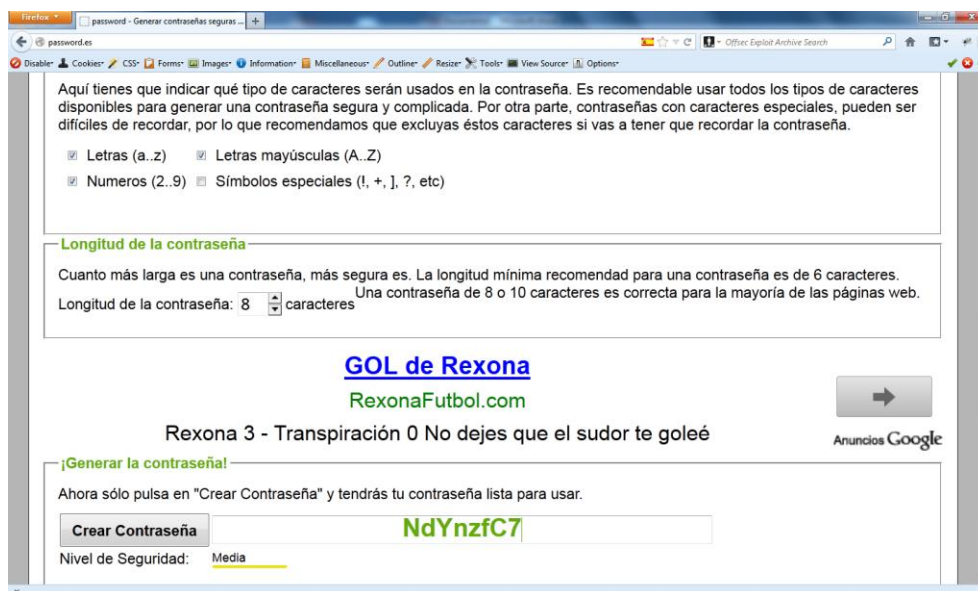 Firefox
password - Generar contraseñas seguras ... +
password.es
Offsec Exploit Archive Search
Disable Cookies CSS Forms Images Information Miscellaneous Outline Resize Tools View Source Options
Aquí tienes que indicar qué tipo de caracteres serán usados en la contraseña. Es recomendable usar todos los tipos de caracteres
disponibles para generar una contraseña segura y complicada. Por otra parte, contraseñas con caracteres especiales, pueden ser
difíciles de recordar, por lo que recomendamos que excluyas éstos caracteres si vas a tener que recordar la contraseña.
Letras (a..z) Letras mayúsculas (A..Z)
Numeros (2..9) Símbolos especiales (!, +, ], ?, etc)
Longitud de la contraseña
Cuanto más larga es una contraseña, más segura es. La longitud mínima recomendad para una contraseña es de 6 caracteres.
Longitud de la contraseña: 8 caracteres Una contraseña de 8 o 10 caracteres es correcta para la mayoría de las páginas web.
GOL de Rexona
RexonaFutbol.com
Rexona 3 - Transpiración 0 No dejes que el sudor te goleé
Anuncios Google
¡Generar la contraseña!
Ahora sólo pulsa en "Crear Contraseña" y tendrás tu contraseña lista para usar.
Crear Contraseña NdYnzfC7
Nivel de Seguridad: Media